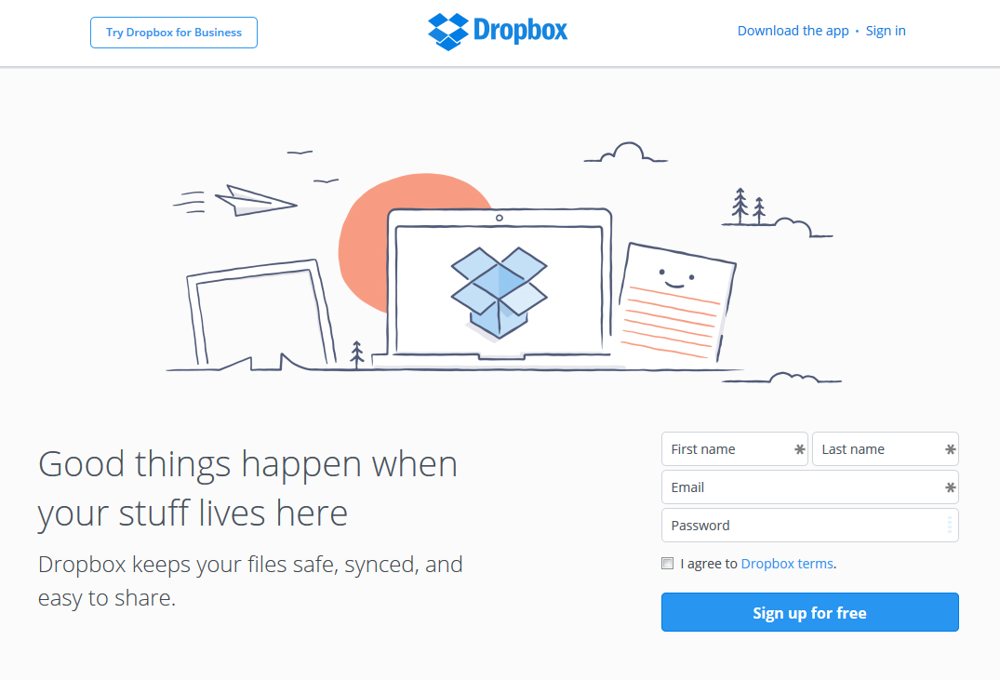 Try Dropbox for Business
Dropbox
Download the app • Sign in
Good things happen when
your stuff lives here
Dropbox keeps your files safe, synced, and
easy to share.
First name
Last name
Email
Password
I agree to Dropbox terms.
Sign up for free